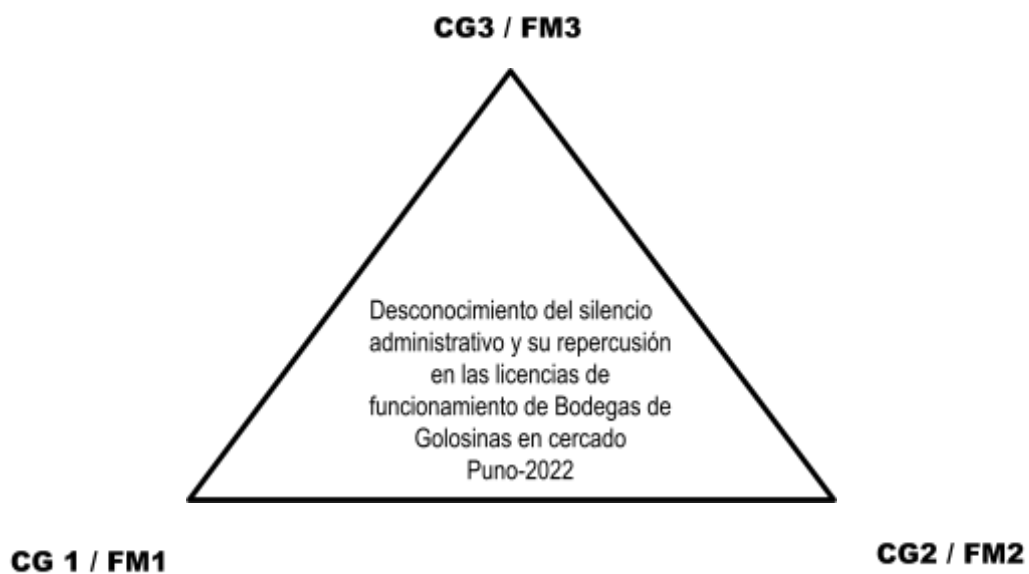 CG3 / FM3
Desconocimiento del silencio
administrativo y su repercusión
en las licencias de
funcionamiento de Bodegas de
Golosinas en cercado
Puno-2022
CG 1 / FM1
CG2 / FM2